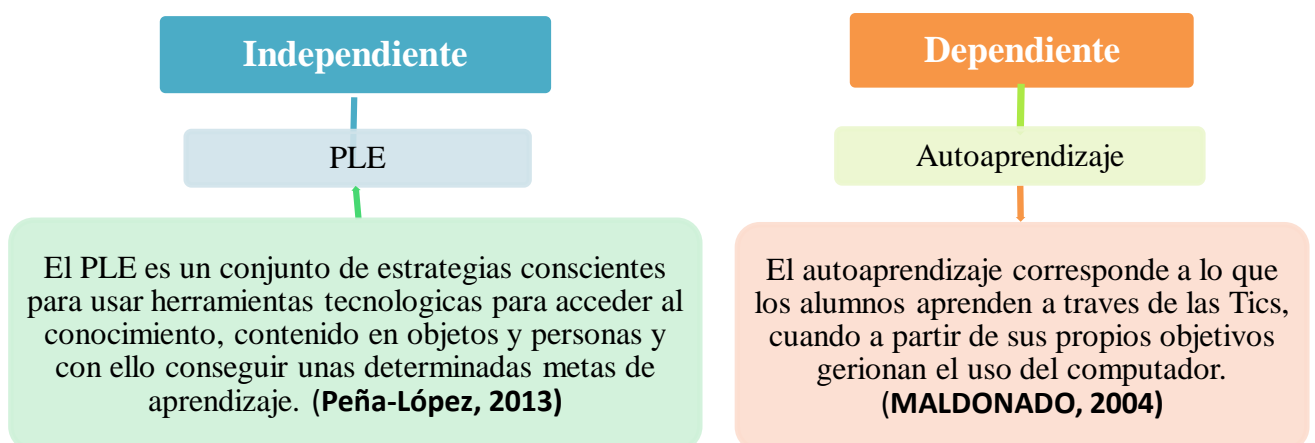 Independiente
PLE
El PLE es un conjunto de estrategias conscientes
para usar herramientas tecnologicas para acceder al
conocimiento, contenido en objetos y personas y
con ello conseguir unas determinadas metas de
aprendizaje. (Peña-López, 2013)
Dependiente
Autoaprendizaje
El autoaprendizaje corresponde a lo que
los alumnos aprenden a traves de las Tics,
cuando a partir de sus propios objetivos
gerionan el uso del computador.
(MALDONADO, 2004)